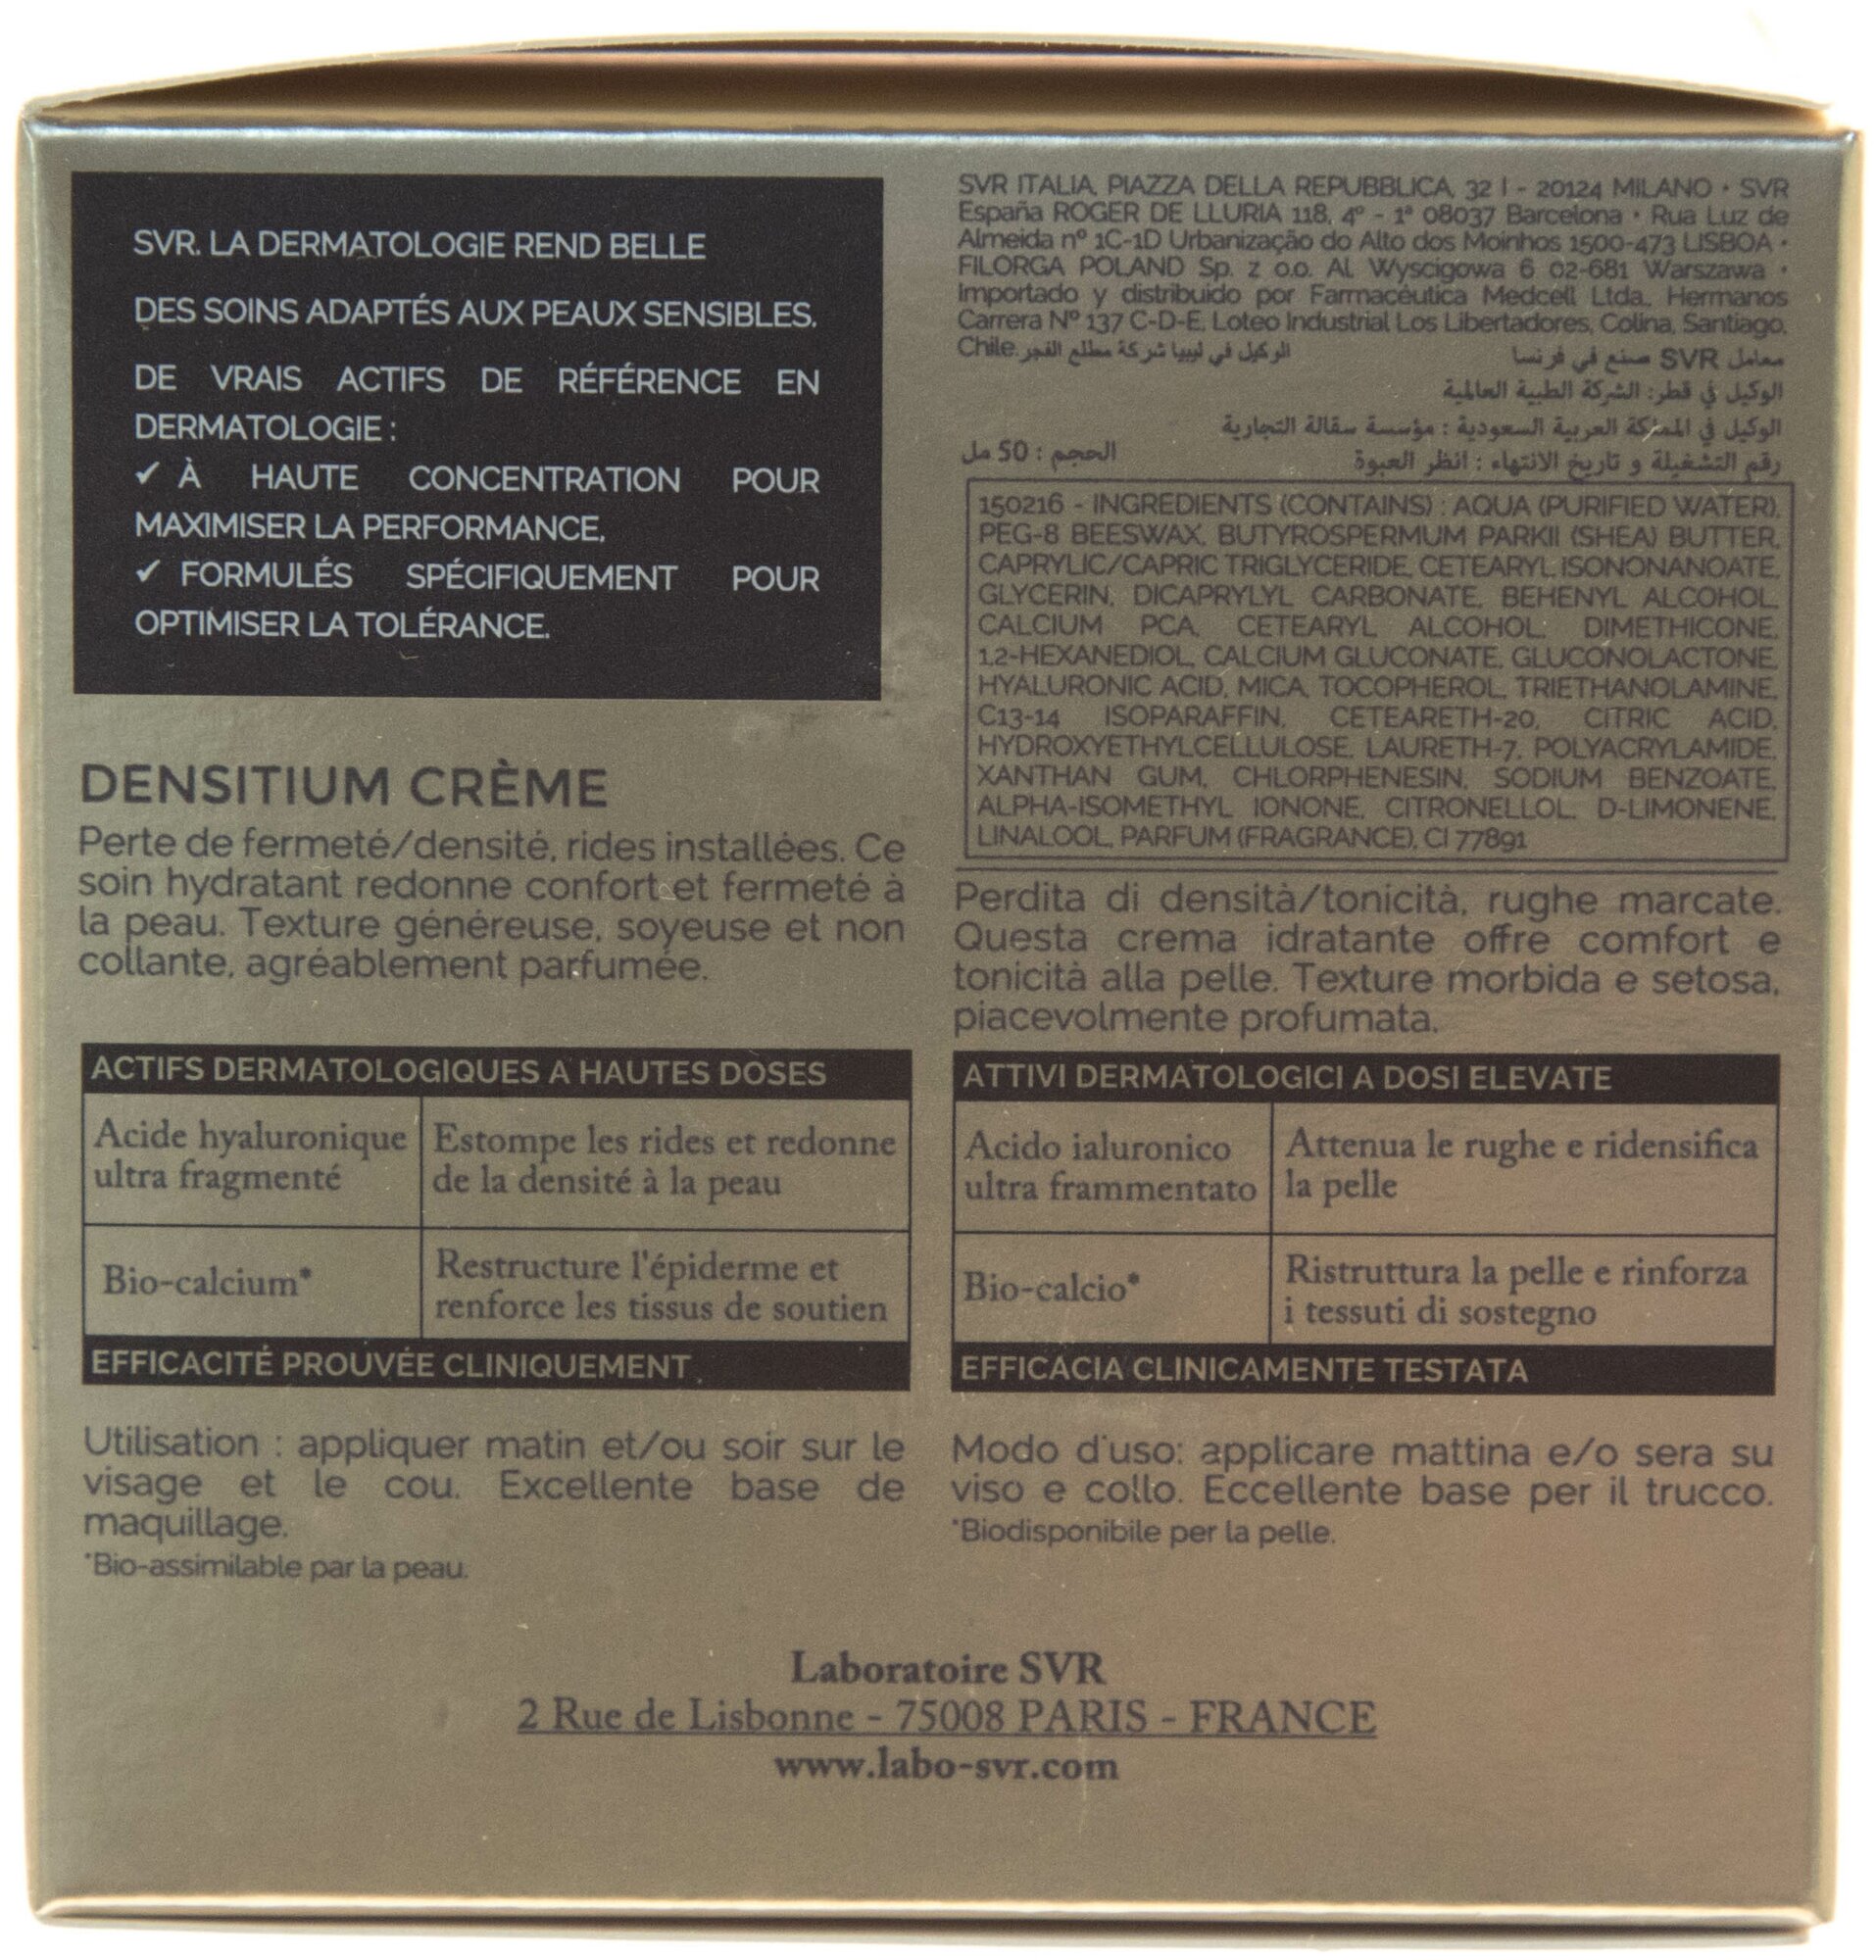 SVR. LA DERMATOLOGIE REND BELLE
DES SOINS ADAPTÉS AUX PEAUX SENSIBLES.
DE VRAIS ACTIFS DE RÉFÉRENCE EN
DERMATOLOGIE :
✓ À HAUTE CONCENTRATION POUR
MAXIMISER LA PERFORMANCE,
✓ FORMULÉS SPÉCIFIQUEMENT POUR
OPTIMISER LA TOLÉRANCE.
DENSITIUM CRÈME
Perte de fermeté/densité, rides installées. Ce
soin hydratant redonne confort et fermeté à
la peau. Texture généreuse, soyeuse et non
collante, agréablement parfumée.
ACTIFS DERMATOLOGIQUES A HAUTES DOSES
Acide hyaluronique
ultra fragmenté
Estompe les rides et redonne
de la densité à la peau
Bio-calcium*
Restructure l'épiderme et
renforce les tissus de soutien
EFFICACITÉ PROUVÉE CLINIQUEMENT
Utilisation : appliquer matin et/ou soir sur le
visage et le cou. Excellente base de
maquillage.
*Bio-assimilable par la peau.
SVR ITALIA, PIAZZA DELLA REPUBBLICA, 32 I - 20124 MILANO • SVR
España ROGER DE LLURIA 118, 4º - 1ª 08037 Barcelona • Rua Luz de
Almeida nº 1C-1D Urbanização do Alto dos Moinhos 1500-473 LISBOA •
FILORGA POLAND Sp. z o.o. Al. Wyscigowa 6 02-681 Warszawa •
Importado y distribuido por Farmacéutica Medcell Ltda. Hermanos
Carrera Nº 137 C-D-E, Loteo Industrial Los Libertadores, Colina, Santiago,
Chile. الوكيل في ليبيا شركة مطلع الفجر
معامل SVR صنع في فرنسا
الوكيل في قطر: الشركة الطبية العالمية
الوكيل في المملكة العربية السعودية : مؤسسة سقالة التجارية
رقم التشغيلة و تاريخ الانتهاء : انظر العبوة
الحجم : 50 مل
150216 - INGREDIENTS (CONTAINS) : AQUA (PURIFIED WATER),
PEG-8 BEESWAX, BUTYROSPERMUM PARKII (SHEA) BUTTER,
CAPRYLIC/CAPRIC TRIGLYCERIDE, CETEARYL ISONONANOATE,
GLYCERIN, DICAPRYLYL CARBONATE, BEHENYL ALCOHOL,
CALCIUM PCA, CETEARYL ALCOHOL, DIMETHICONE,
1,2-HEXANEDIOL, CALCIUM GLUCONATE, GLUCONOLACTONE,
HYALURONIC ACID, MICA, TOCOPHEROL, TRIETHANOLAMINE,
C13-14 ISOPARAFFIN, CETEARETH-20, CITRIC ACID,
HYDROXYETHYLCELLULOSE, LAURETH-7, POLYACRYLAMIDE,
XANTHAN GUM, CHLORPHENESIN, SODIUM BENZOATE,
ALPHA-ISOMETHYL IONONE, CITRONELLOL, D-LIMONENE,
LINALOOL, PARFUM (FRAGRANCE), CI 77891
Perdita di densità/tonicità, rughe marcate.
Questa crema idratante offre comfort e
tonicità alla pelle. Texture morbida e setosa,
piacevolmente profumata.
ATTIVI DERMATOLOGICI A DOSI ELEVATE
Acido ialuronico
ultra frammentato
Attenua le rughe e ridensifica
la pelle
Bio-calcio*
Ristruttura la pelle e rinforza
i tessuti di sostegno
EFFICACIA CLINICAMENTE TESTATA
Modo d'uso: applicare mattina e/o sera su
viso e collo. Eccellente base per il trucco.
*Biodisponibile per la pelle.
Laboratoire SVR
2 Rue de Lisbonne - 75008 PARIS - FRANCE
www.labo-svr.com